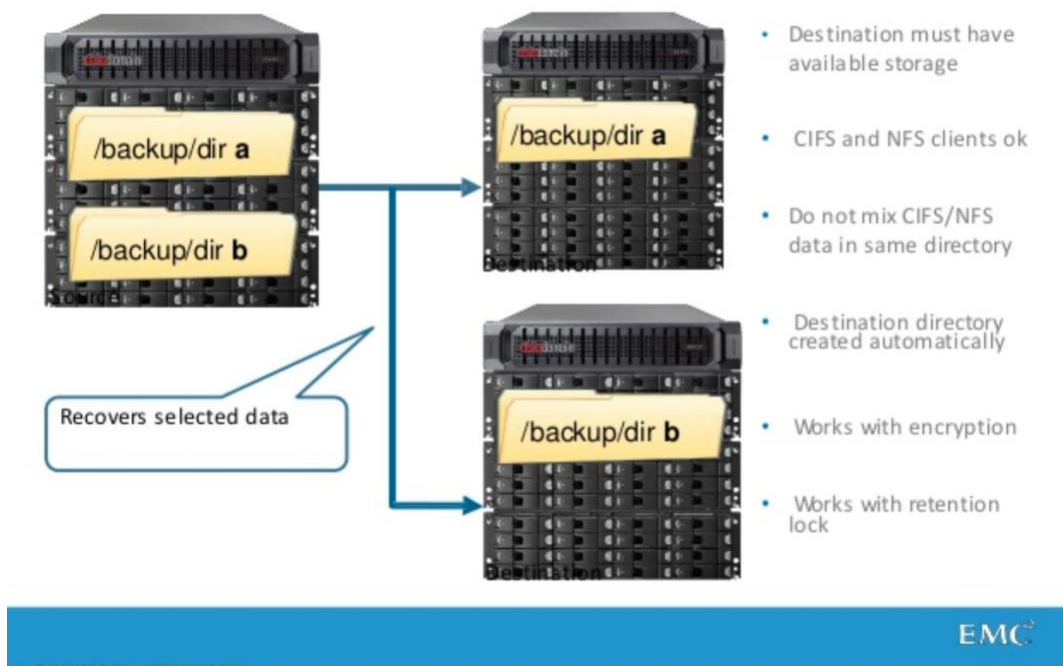 /backup/dir a
/backup/dir b
Source
Recovers selected data
/backup/dir a
Destination
/backup/dir b
Destination
• Destination must have
available storage
• CIFS and NFS clients ok
• Do not mix CIFS/NFS
data in same directory
• Destination directory
created automatically
• Works with encryption
• Works with retention
lock
EMC²